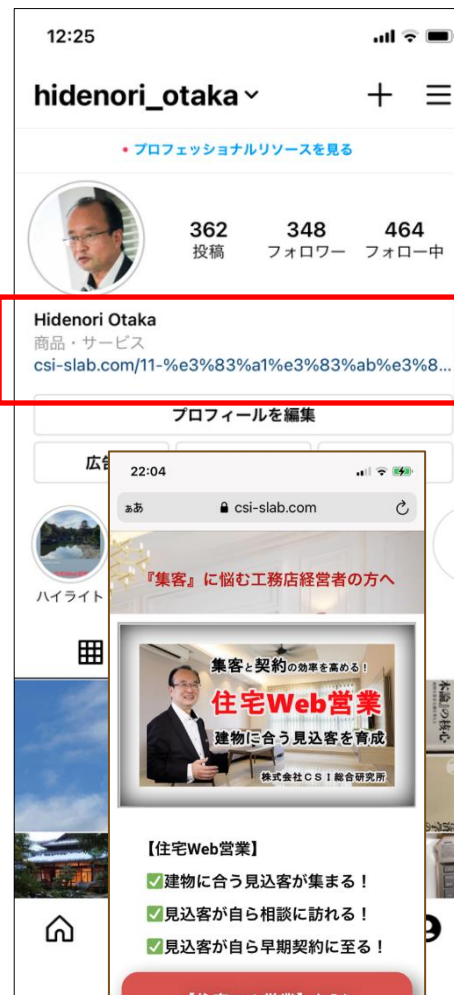 12:25
hidenori_otaka
プロフェッショナルリソースを見る
362 348 464
投稿 フォロワー フォロー中
Hidenori Otaka
商品・サービス
csi-slab.com/11-%e3%83%a1%e3%83%ab%e3%8...
プロフィールを編集
広告
ハイライト
22:04
ぁあ csi-slab.com
『集客』に悩む工務店経営者の方へ
集客と契約の効率を高める！
住宅Web営業
建物に合う見込客を育成
株式会社CSI総合研究所
【住宅Web営業】
✅建物に合う見込客が集まる！
✅見込客が自ら相談に訪れる！
✅見込客が自ら早期契約に至る！